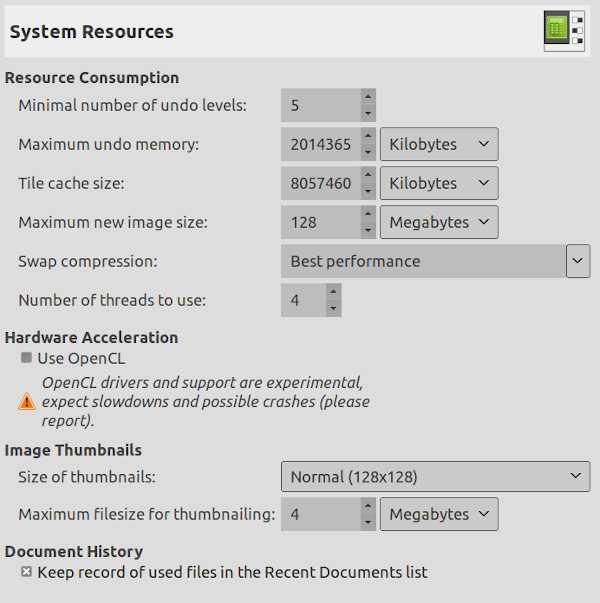 System Resources
Resource Consumption
Minimal number of undo levels: 5
Maximum undo memory: 2014365 Kilobytes
Tile cache size: 8057460 Kilobytes
Maximum new image size: 128 Megabytes
Swap compression: Best performance
Number of threads to use: 4
Hardware Acceleration
Use OpenCL
OpenCL drivers and support are experimental,
expect slowdowns and possible crashes (please
report).
Image Thumbnails
Size of thumbnails: Normal (128x128)
Maximum filesize for thumbnailing: 4 Megabytes
Document History
Keep record of used files in the Recent Documents list